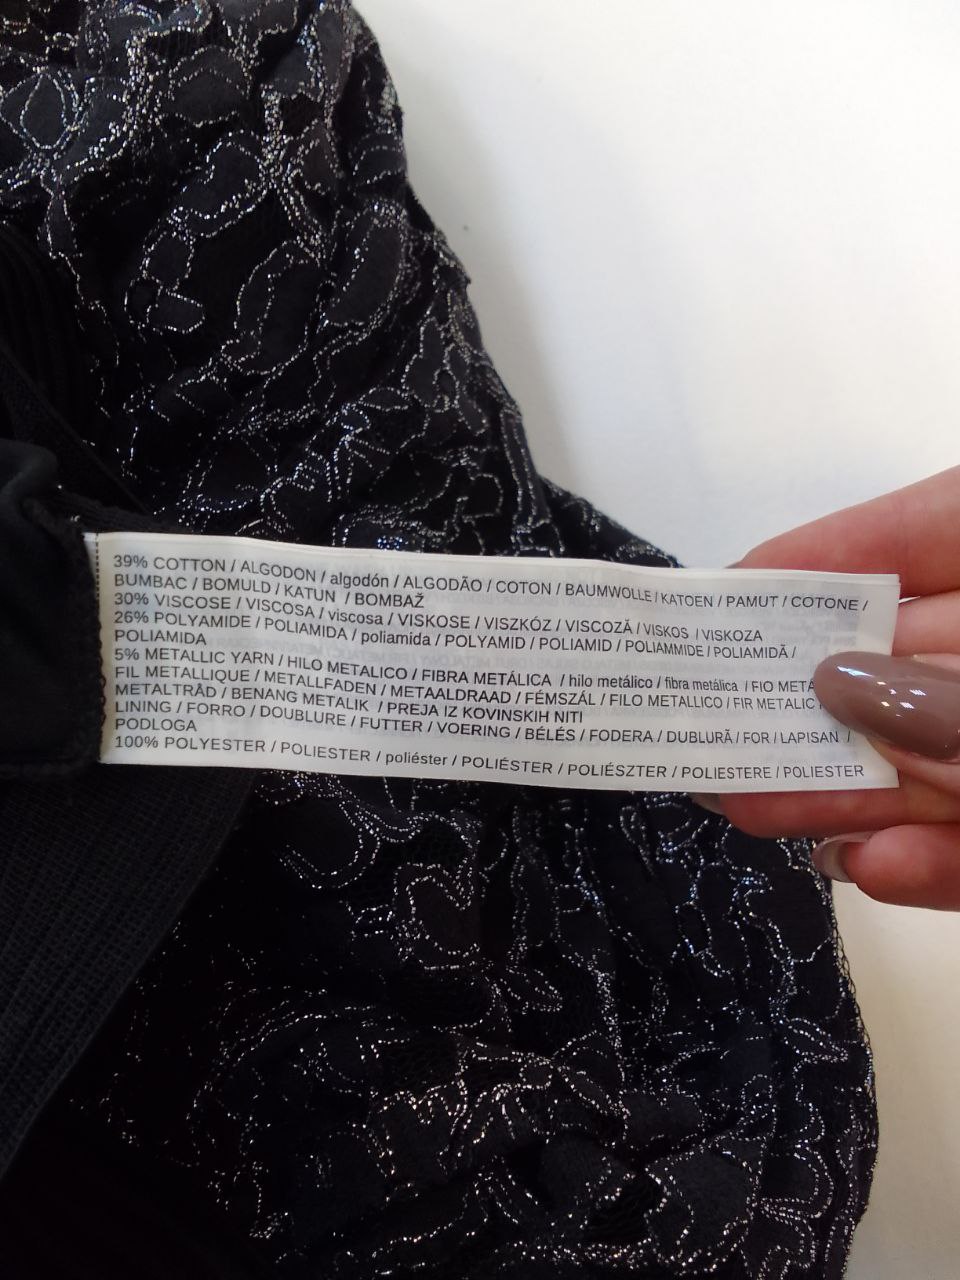 39% COTTON / ALGODON / algodón / ALGODÃO / COTON / BAUMWOLLE / KATOEN / PAMUT / COTONE /
BUMBAC / BOMULD / KATUN / BOMBAŽ
30% VISCOSE / VISCOSA / viscosa / VISKOSE / VISZKÓZ / VISCOZĂ / VISKOS / VISKOZA
26% POLYAMIDE / POLIAMIDA / poliamida / POLYAMID / POLIAMID / POLIAMMIDE / POLIAMIDĂ /
POLIAMIDA
5% METALLIC YARN / HILO METALICO / FIBRA METÁLICA / hilo metálico / fibra metálica / FIO
FIL METALLIQUE / METALLFADEN / METAALDRAAD / FÉMSZÁL / FILO METALLICO / FIR METALIC
METALTRÅD / BENANG METALIK / PREJA IZ KOVINSKIH NITI
LINING / FORRO / DOUBLURE / FUTTER / VOERING / BÉLÉS / FODERA / DUBLURĂ / FOR / LAPISAN /
PODLOGA
100% POLYESTER / POLIESTER / poliéster / POLIÉSTER / POLIÉSZTER / POLIESTERE / POLIESTER